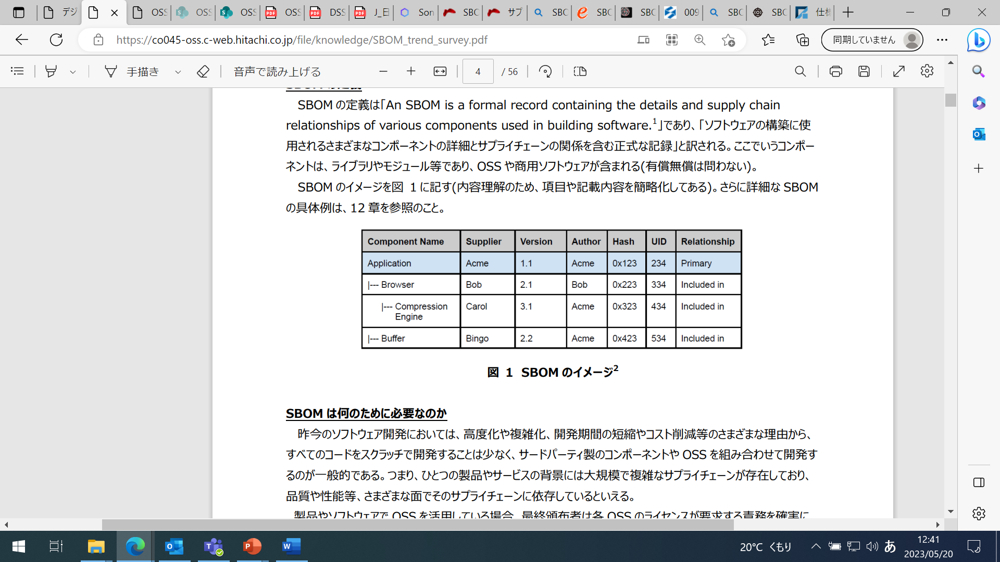 デジ
OSS
OSS
OSS
OSS
DSS
J_日
Son
SBC
サブ
SBC
SBC
SBC
009
SBC
SBC
仕様
https://co045-oss.c-web.hitachi.co.jp/file/knowledge/SBOM_trend_survey.pdf
同期していません
手描き
音声で読み上げる
4 / 56
SBOM の定義は「An SBOM is a formal record containing the details and supply chain
relationships of various components used in building software.1」であり、「ソフトウェアの構築に使
用されるさまざまなコンポーネントの詳細とサプライチェーンの関係を含む正式な記録」と訳される。ここでいうコンポー
ネントは、ライブラリやモジュール等であり、OSS や商用ソフトウェアが含まれる(有償無償は問わない)。
SBOM のイメージを図 1 に記す(内容理解のため、項目や記載内容を簡略化してある)。さらに詳細な SBOM
の具体例は、12 章を参照のこと。
Component Name Supplier Version Author Hash UID Relationship
Application Acme 1.1 Acme 0x123 234 Primary
|--- Browser Bob 2.1 Bob 0x223 334 Included in
|--- Compression Engine Carol 3.1 Acme 0x323 434 Included in
|--- Buffer Bingo 2.2 Acme 0x423 534 Included in
図 1 SBOM のイメージ2
SBOM は何のために必要なのか
昨今のソフトウェア開発においては、高度化や複雑化、開発期間の短縮やコスト削減等のさまざまな理由から、
すべてのコードをスクラッチで開発することは少なく、サードパーティ製のコンポーネントや OSS を組み合わせて開発す
るのが一般的である。つまり、ひとつの製品やサービスの背景には大規模で複雑なサプライチェーンが存在しており、
品質や性能等、さまざまな面でそのサプライチェーンに依存しているといえる。
製品やソフトウェアで OSS を活用している場合、最終頒布者は各 OSS のライセンスが要求する責務を確実に
20°C くもり
あ
12:41
2023/05/20